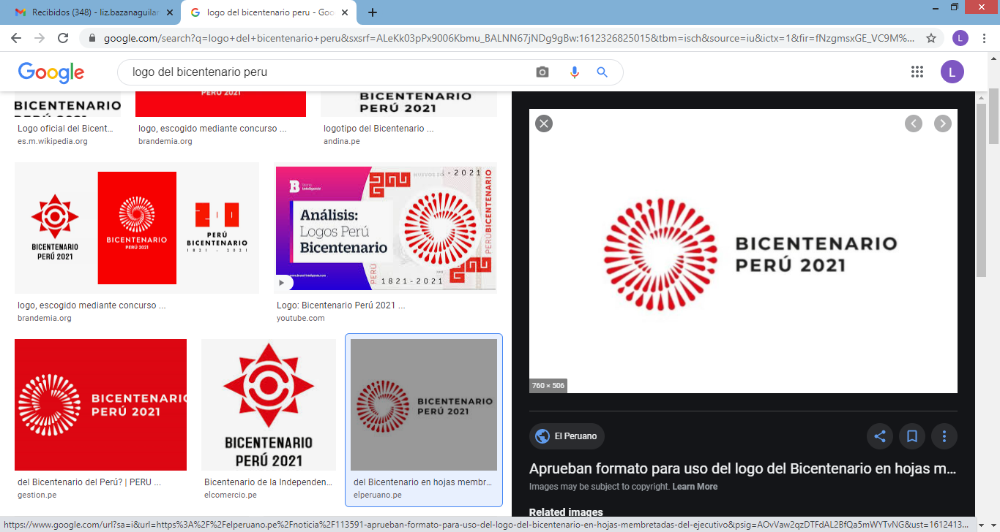 Recibidos (348) - liz.bazanaguilar
logo del bicentenario peru - Goo
google.com/search?q=logo+del+bicentenario+peru&sxsrf=ALeKk03pPx9006Kbmu_BALNN67jNDg9gBw:1612326825015&tbm=isch&source=iu&ictx=1&fir=fNzgmsxGE_VC9M%...
L
Google
logo del bicentenario peru
L
BICENTENARIO
PERÚ 2021
PERÚ 2021
BICENTENARIO
PERÚ 2021
Logo oficial del Bicent...
es.m.wikipedia.org
logo, escogido mediante concurso ...
brandemia.org
logotipo del Bicentenario ...
andina.pe
BICENTENARIO
PERÚ 2021
BICENTENARIO
PERÚ 2021
200
PERÚ
BICENTENARIO
1821 - 2021
B
Análisis:
Logos Perú
Bicentenario
www.brand-inteligente.com
1 - 2021
PERÚBICENTENARIO
PERÚ
1821-2021
logo, escogido mediante concurso ...
brandemia.org
Logo: Bicentenario Perú 2021 ...
youtube.com
BICENTENARIO
PERÚ 2021
BICENTENARIO
PERÚ 2021
BICENTENARIO
PERÚ 2021
del Bicentenario del Perú? | PERU ...
gestion.pe
Bicentenario de la Independen...
elcomercio.pe
del Bicentenario en hojas membr...
elperuano.pe
BICENTENARIO
PERÚ 2021
760 × 506
El Peruano
Aprueban formato para uso del logo del Bicentenario en hojas m...
Images may be subject to copyright. Learn More
Related images
https://www.google.com/url?sa=i&url=https%3A%2F%2Felperuano.pe%2Fnoticia%2F113591-aprueban-formato-para-uso-del-logo-del-bicentenario-en-hojas-membretadas-del-ejecutivo&psig=AOvVaw2qzDTFdAL2BfQa5mWYTvNG&ust=1612413...